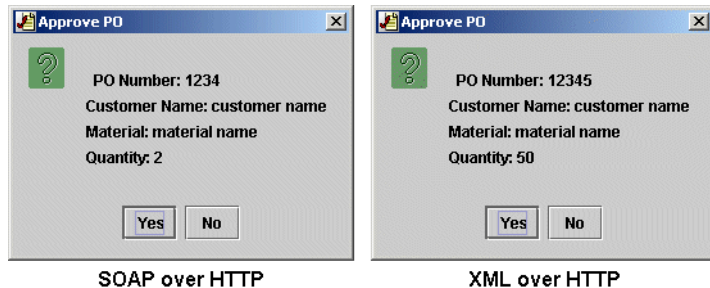 Approve PO
PO Number: 1234
Customer Name: customer name
Material: material name
Quantity: 2
Yes No
SOAP over HTTP
Approve PO
PO Number: 12345
Customer Name: customer name
Material: material name
Quantity: 50
Yes No
XML over HTTP